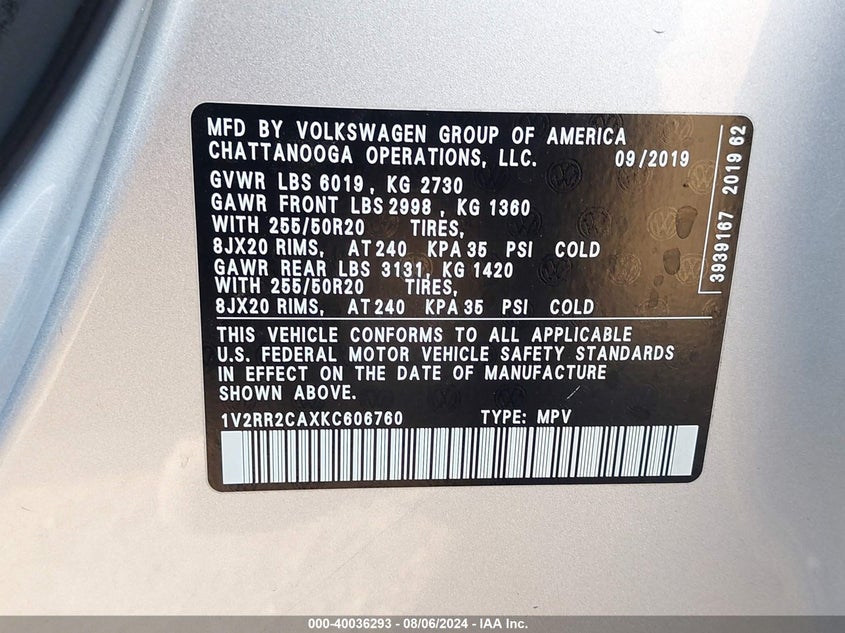 MFD BY VOLKSWAGEN GROUP OF AMERICA
CHATTANOOGA OPERATIONS, LLC. 09/2019
GVWR LBS 6019, KG 2730
GAWR FRONT LBS 2998, KG 1360
WITH 255/50R20 TIRES,
8JX20 RIMS, AT 240 KPA 35 PSI COLD
GAWR REAR LBS 3131, KG 1420
WITH 255/50R20 TIRES,
8JX20 RIMS, AT 240 KPA 35 PSI COLD
THIS VEHICLE CONFORMS TO ALL APPLICABLE
U.S. FEDERAL MOTOR VEHICLE SAFETY STANDARDS
IN EFFECT ON THE DATE OF MANUFACTURE
SHOWN ABOVE.
1V2RR2CAXKC606760 TYPE: MPV
3939167 2019 62
000-40036293 - 08/06/2024 - IAA Inc.